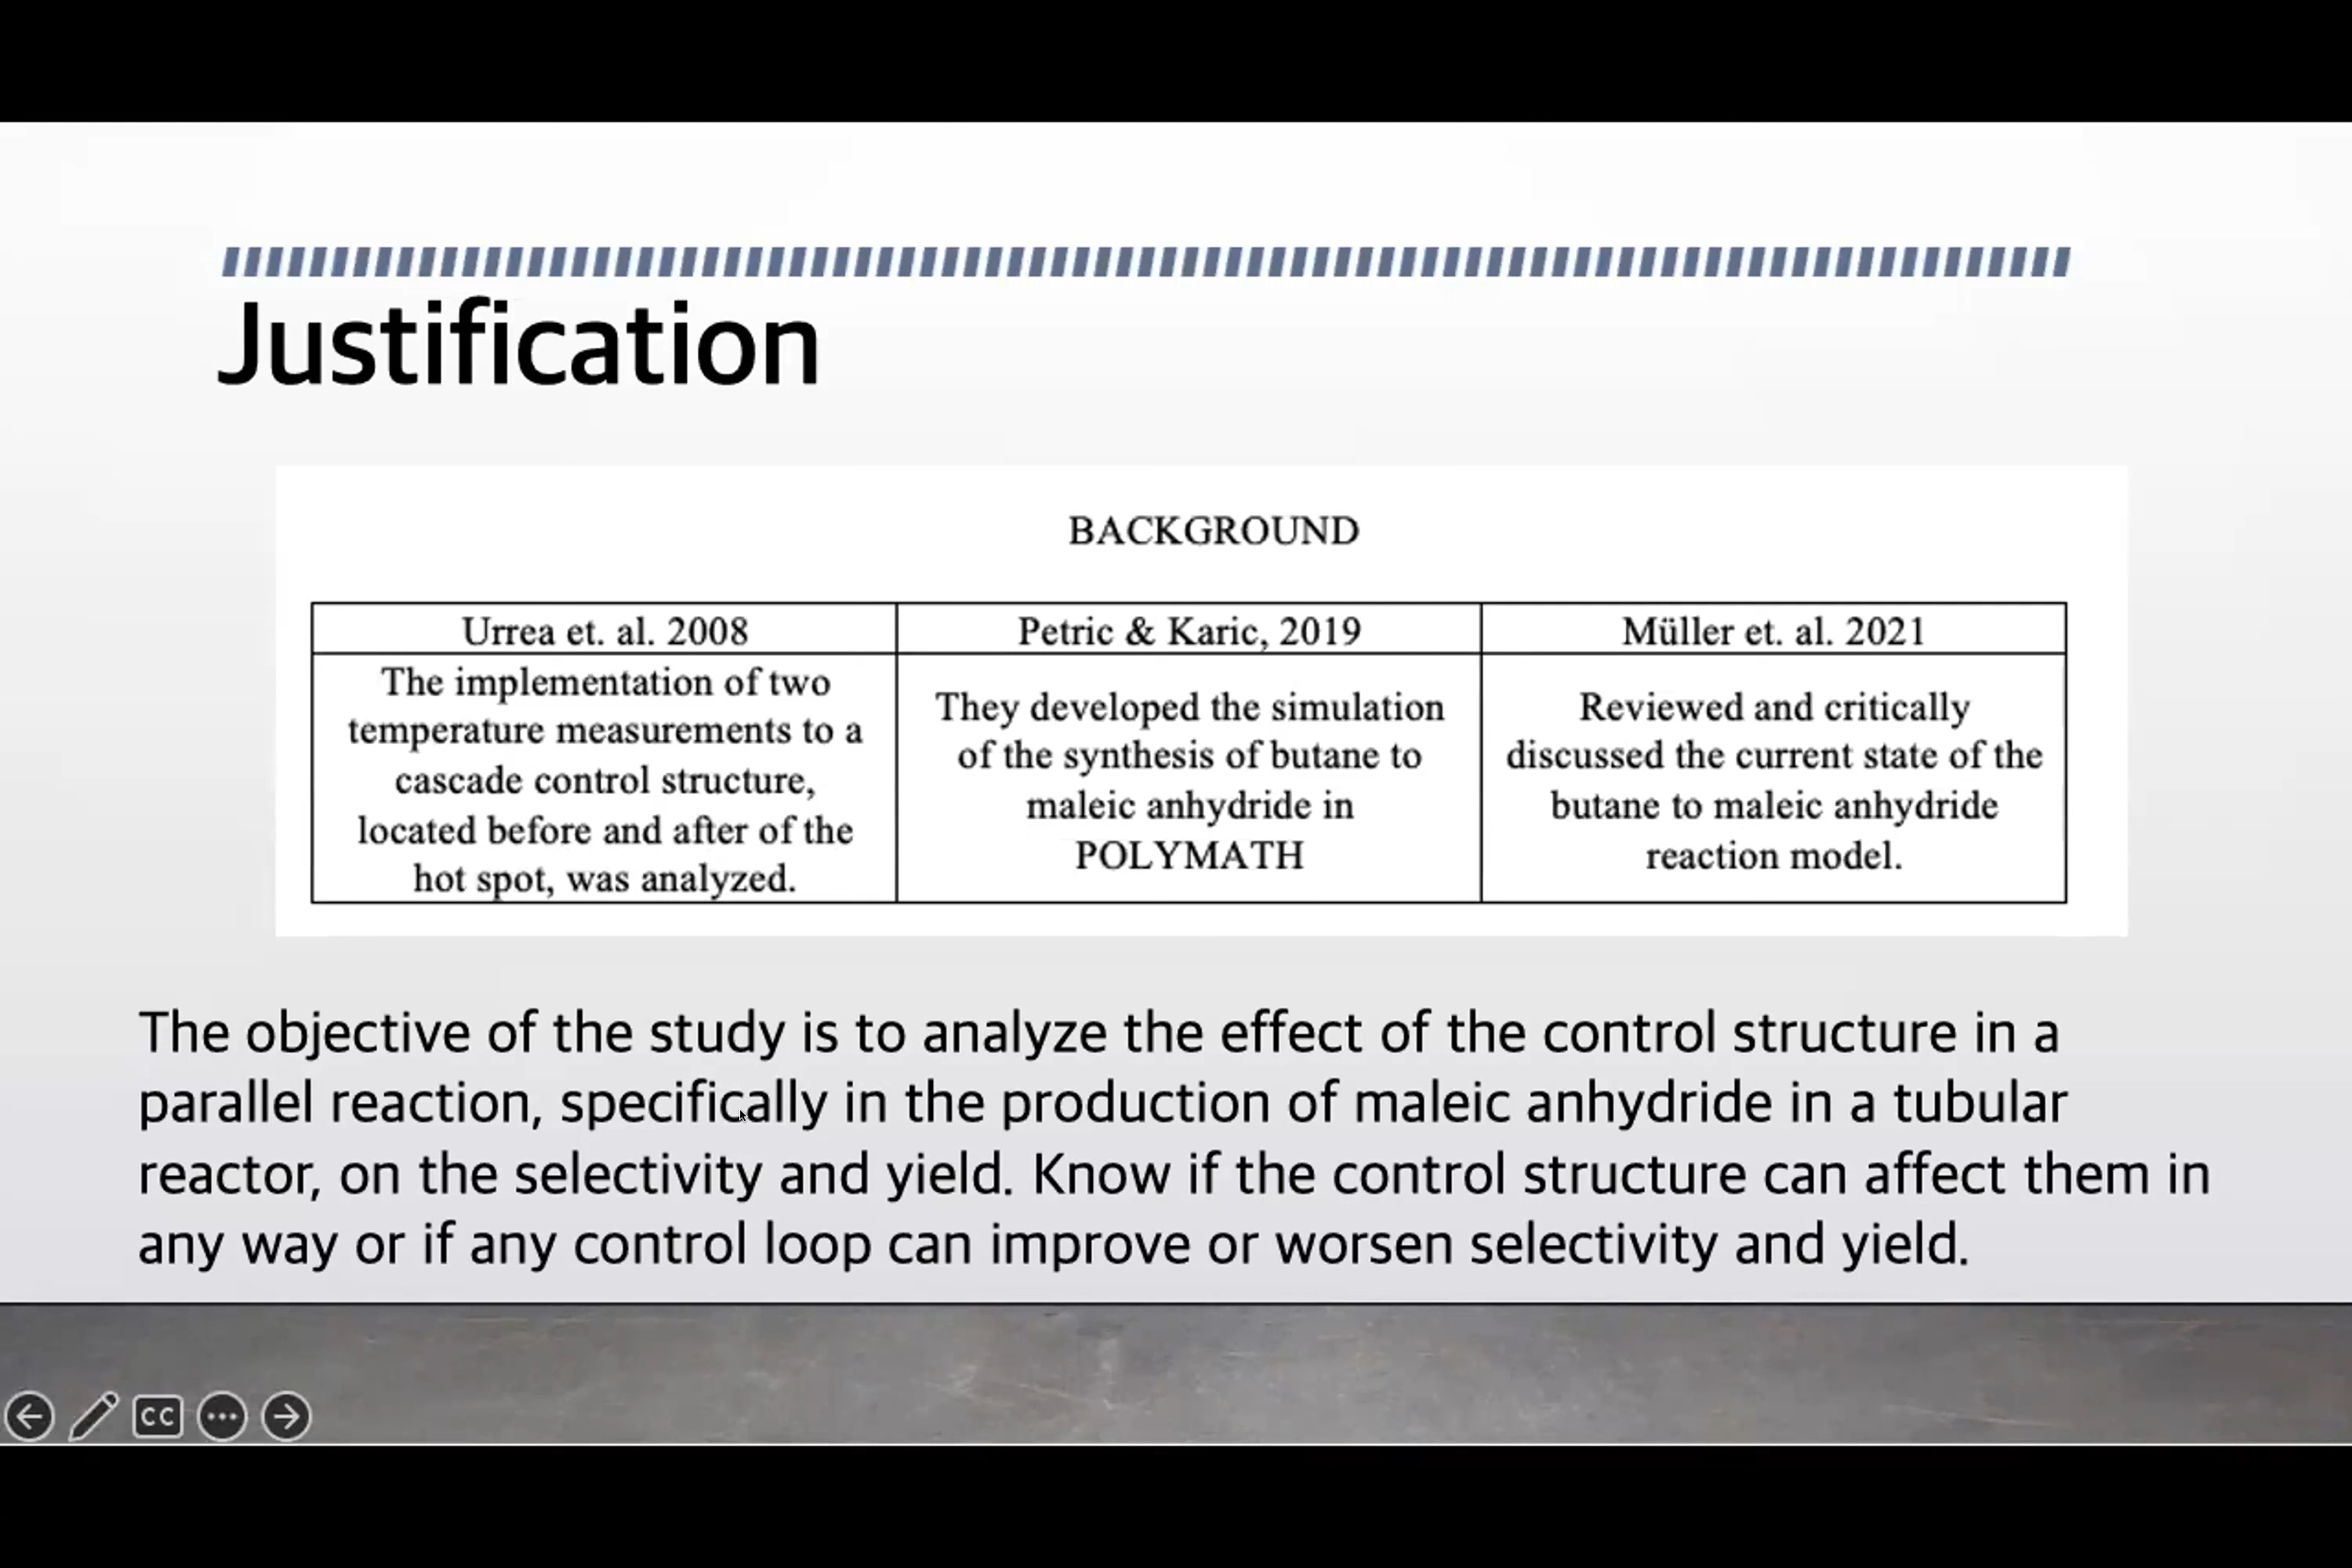 Justification
BACKGROUND
Urrea et. al. 2008
The implementation of two
temperature measurements to a
cascade control structure,
located before and after of the
hot spot, was analyzed.
Petric & Karic, 2019
They developed the simulation
of the synthesis of butane to
maleic anhydride in
POLYMATH
Müller et. al. 2021
Reviewed and critically
discussed the current state of the
butane to maleic anhydride
reaction model.
The objective of the study is to analyze the effect of the control structure in a
parallel reaction, specifically in the production of maleic anhydride in a tubular
reactor, on the selectivity and yield. Know if the control structure can affect them in
any way or if any control loop can improve or worsen selectivity and yield.
CC